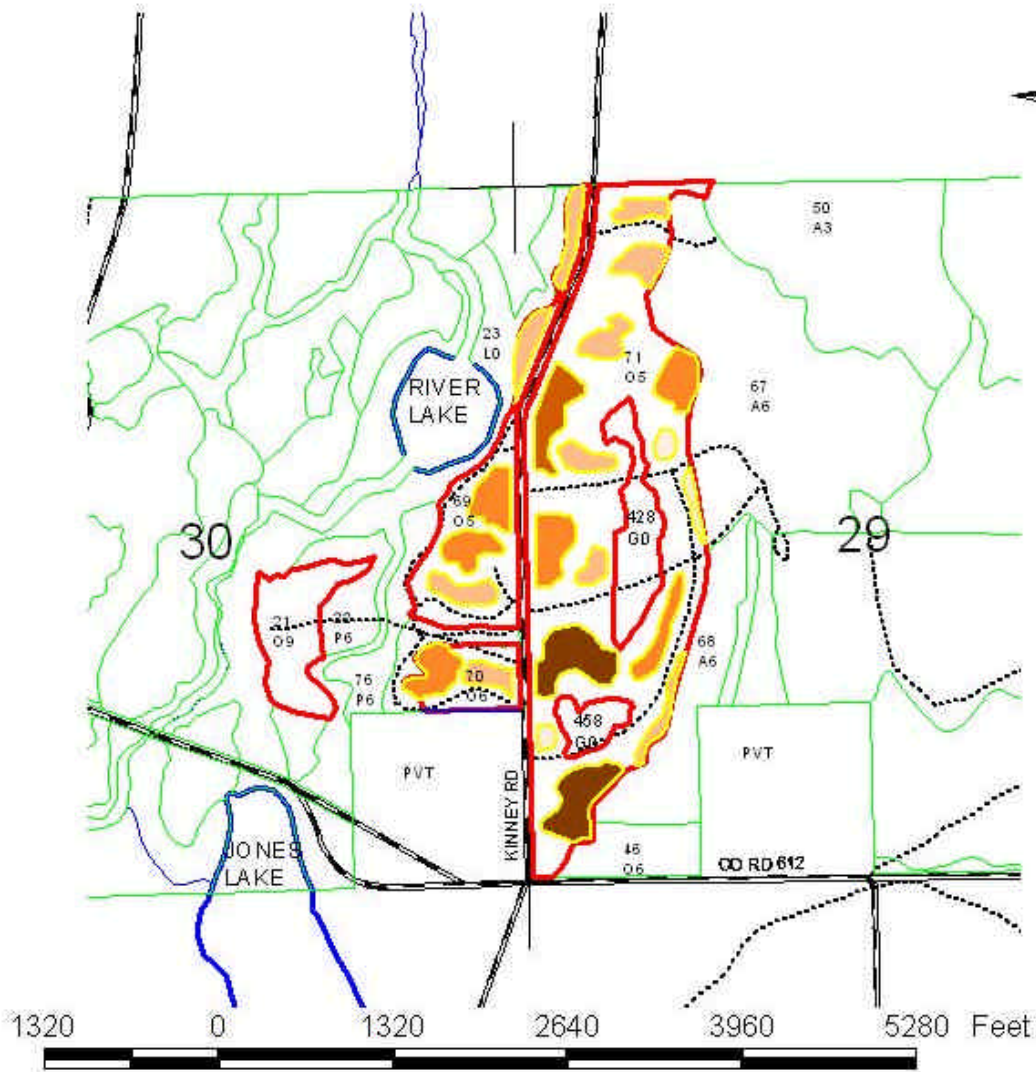 50
A3
23
L0
71
O5
RIVER
LAKE
67
A6
69
O5
428
G0
30
29
21
O9
P6
68
A6
76
P6
70
O6
458
G0
PVT
PVT
KINNEY RD
JONES
LAKE
46
O6
CO RD 612
1320 0 1320 2640 3960 5280 Feet